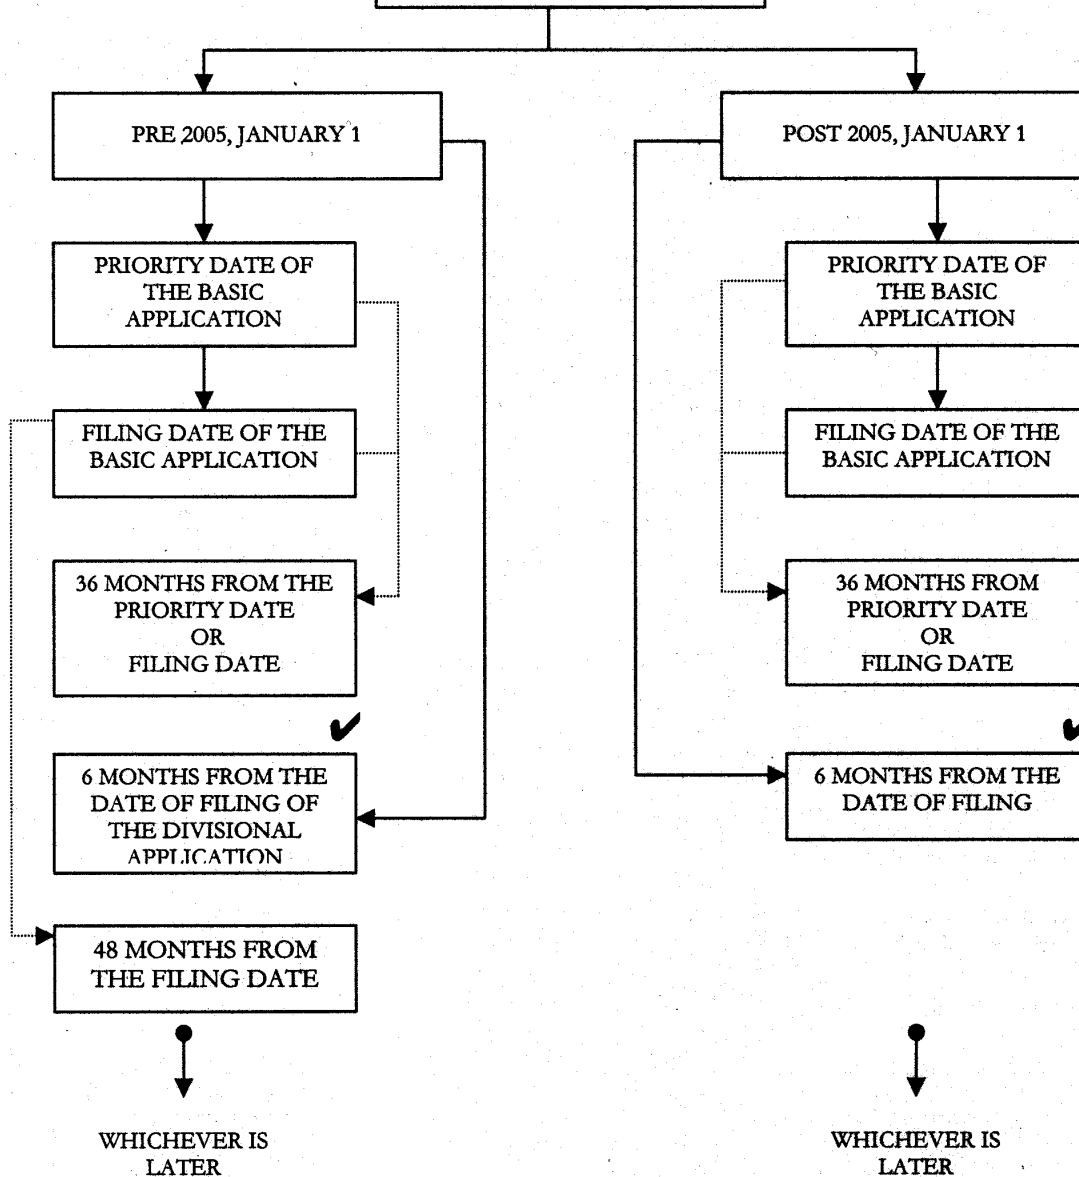 PRE 2005, JANUARY 1
PRIORITY DATE OF
THE BASIC
APPLICATION
FILING DATE OF THE
BASIC APPLICATION
36 MONTHS FROM THE
PRIORITY DATE
OR
FILING DATE
6 MONTHS FROM THE
DATE OF FILING OF
THE DIVISIONAL
APPLICATION
48 MONTHS FROM
THE FILING DATE
WHICHEVER IS
LATER
POST 2005, JANUARY 1
PRIORITY DATE OF
THE BASIC
APPLICATION
FILING DATE OF THE
BASIC APPLICATION
36 MONTHS FROM
PRIORITY DATE
OR
FILING DATE
6 MONTHS FROM THE
DATE OF FILING
WHICHEVER IS
LATER